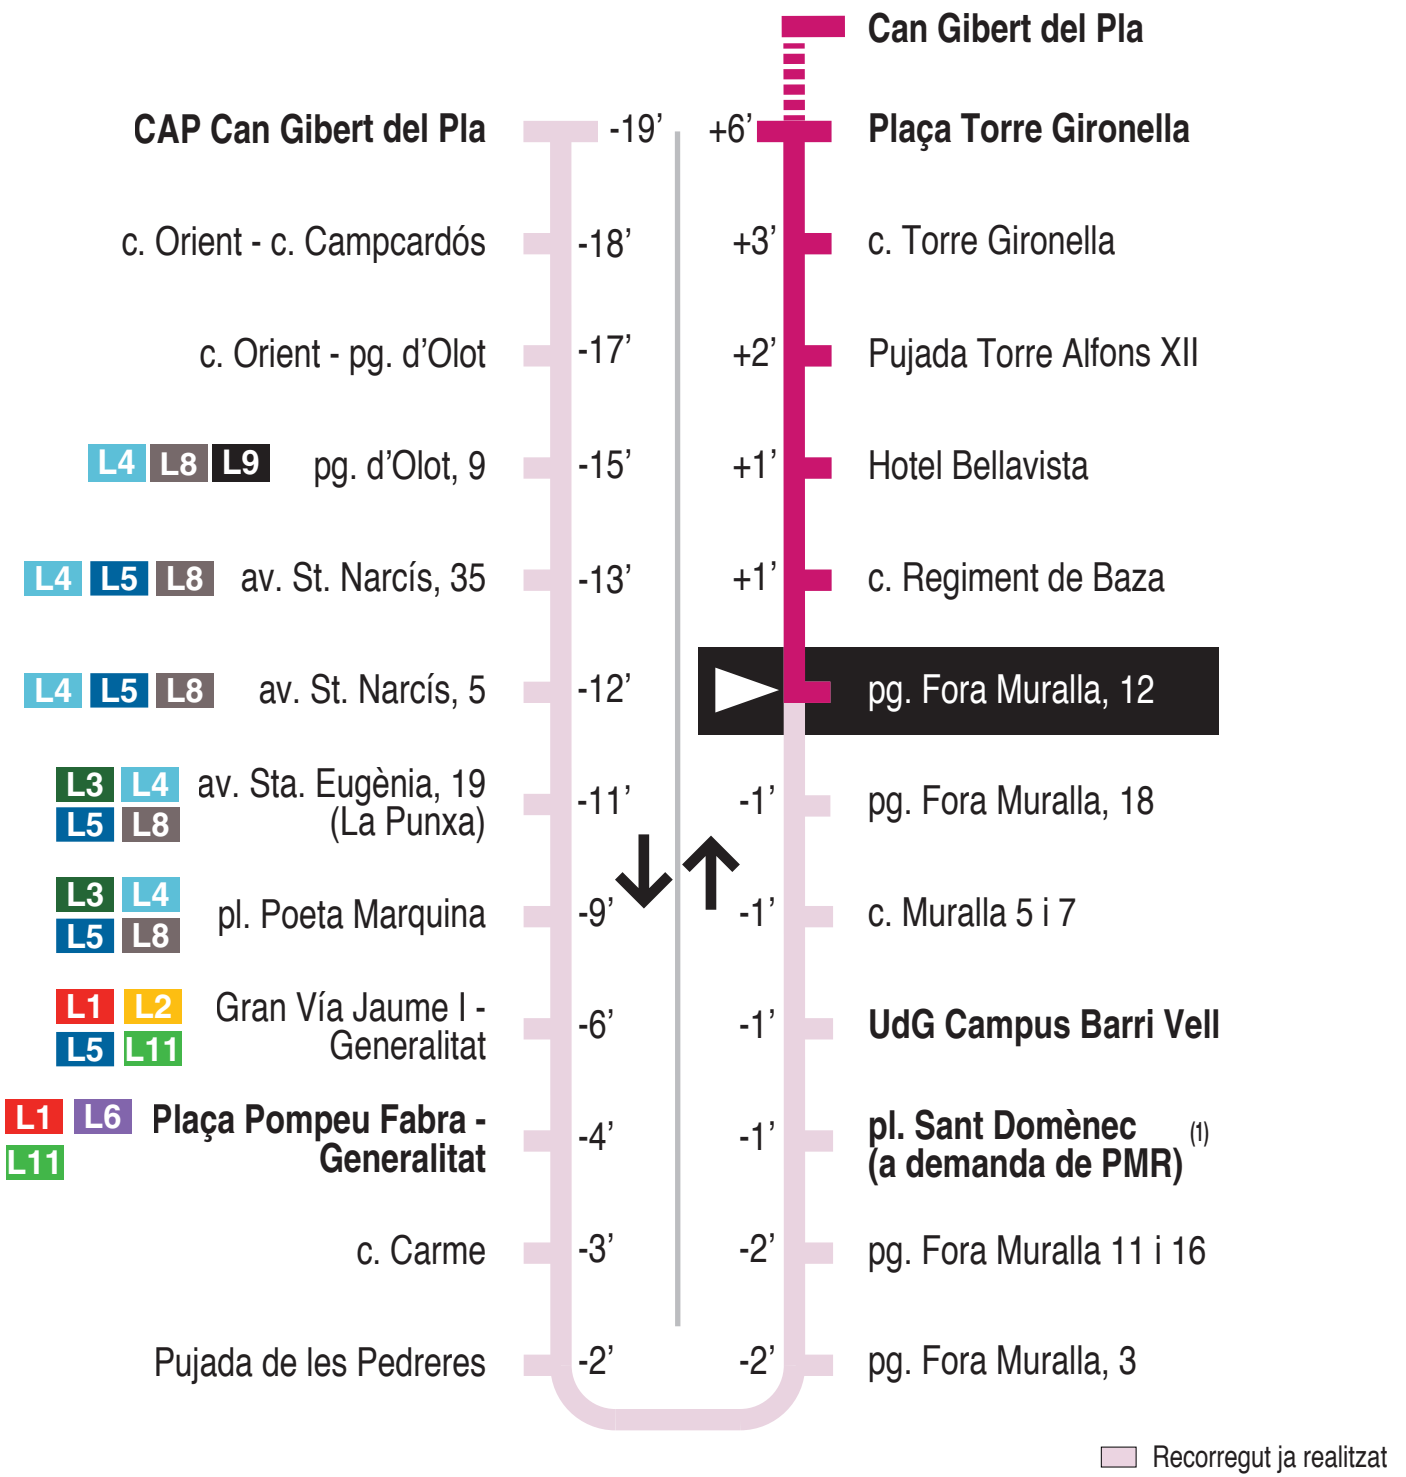 Can Gibert del Pla
CAP Can Gibert del Pla -19’
+6’ Plaça Torre Gironella
c. Orient - c. Campcardós -18’
+3’ c. Torre Gironella
c. Orient - pg. d’Olot -17’
+2’ Pujada Torre Alfons XII
L4 L8 L9 pg. d’Olot, 9 -15’
+1’ Hotel Bellavista
L4 L5 L8 av. St. Narcís, 35 -13’
+1’ c. Regiment de Baza
L4 L5 L8 av. St. Narcís, 5 -12’
pg. Fora Muralla, 12
L3 L4 av. Sta. Eugènia, 19
L5 L8 (La Punxa) -11’
-1’ pg. Fora Muralla, 18
L3 L4
L5 L8 pl. Poeta Marquina -9’
-1’ c. Muralla 5 i 7
L1 L2 Gran Vía Jaume I -
L5 L11 Generalitat -6’
-1’ UdG Campus Barri Vell
L1 L6 Plaça Pompeu Fabra -
L11 Generalitat -4’
-1’ pl. Sant Domènec (1)
(a demanda de PMR)
c. Carme -3’
-2’ pg. Fora Muralla 11 i 16
Pujada de les Pedreres -2’
-2’ pg. Fora Muralla, 3
Recorregut ja realitzat